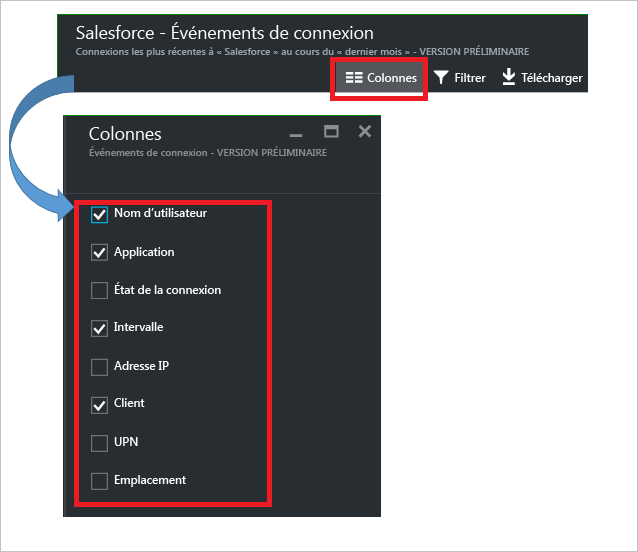 Salesforce - Événements de connexion
Connexions les plus récentes à « Salesforce » au cours du « dernier mois » - VERSION PRÉLIMINAIRE
Colonnes Filtrer Télécharger
Colonnes
Événements de connexion - VERSION PRÉLIMINAIRE
Nom d'utilisateur
Application
État de la connexion
Intervalle
Adresse IP
Client
UPN
Emplacement